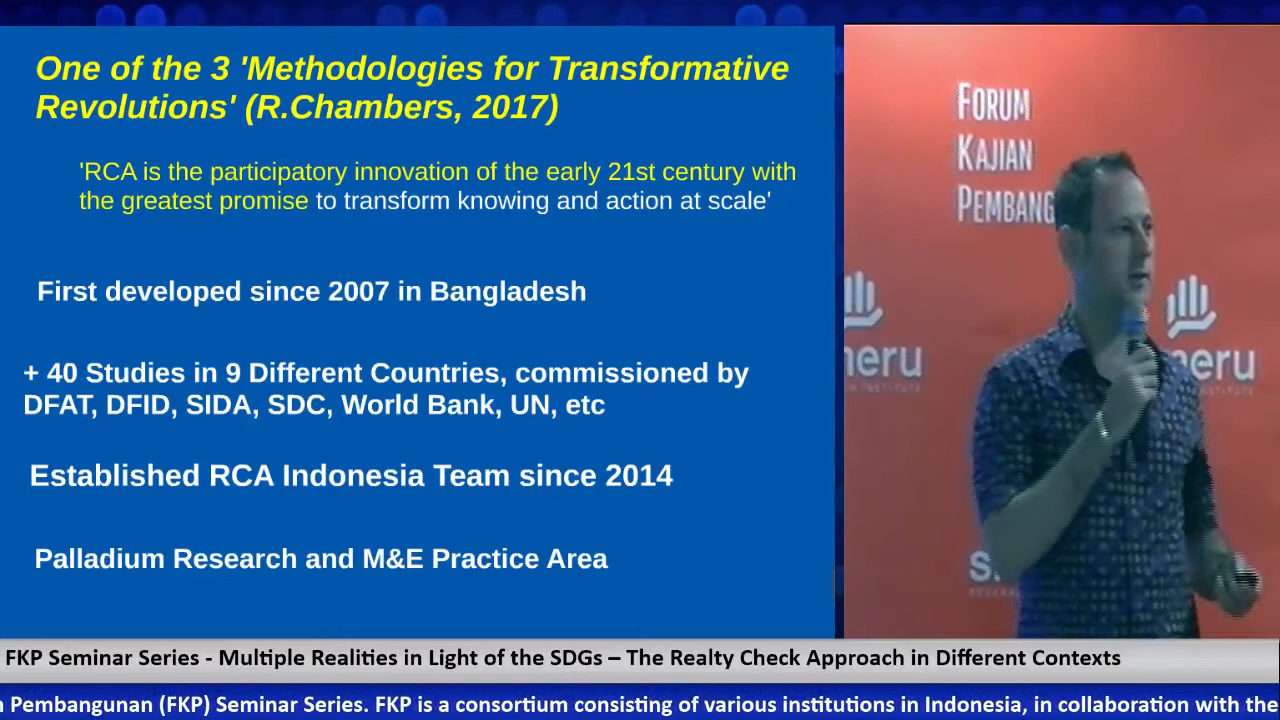 One of the 3 'Methodologies for Transformative
Revolutions' (R.Chambers, 2017)
'RCA is the participatory innovation of the early 21st century with
the greatest promise to transform knowing and action at scale'
First developed since 2007 in Bangladesh
+ 40 Studies in 9 Different Countries, commissioned by
DFAT, DFID, SIDA, SDC, World Bank, UN, etc
Established RCA Indonesia Team since 2014
Palladium Research and M&E Practice Area
FORUM
KAJIAN
PEMBANG
meru
meru
FKP Seminar Series - Multiple Realities in Light of the SDGs – The Realty Check Approach in Different Contexts
n Pembangunan (FKP) Seminar Series. FKP is a consortium consisting of various institutions in Indonesia, in collaboration with the